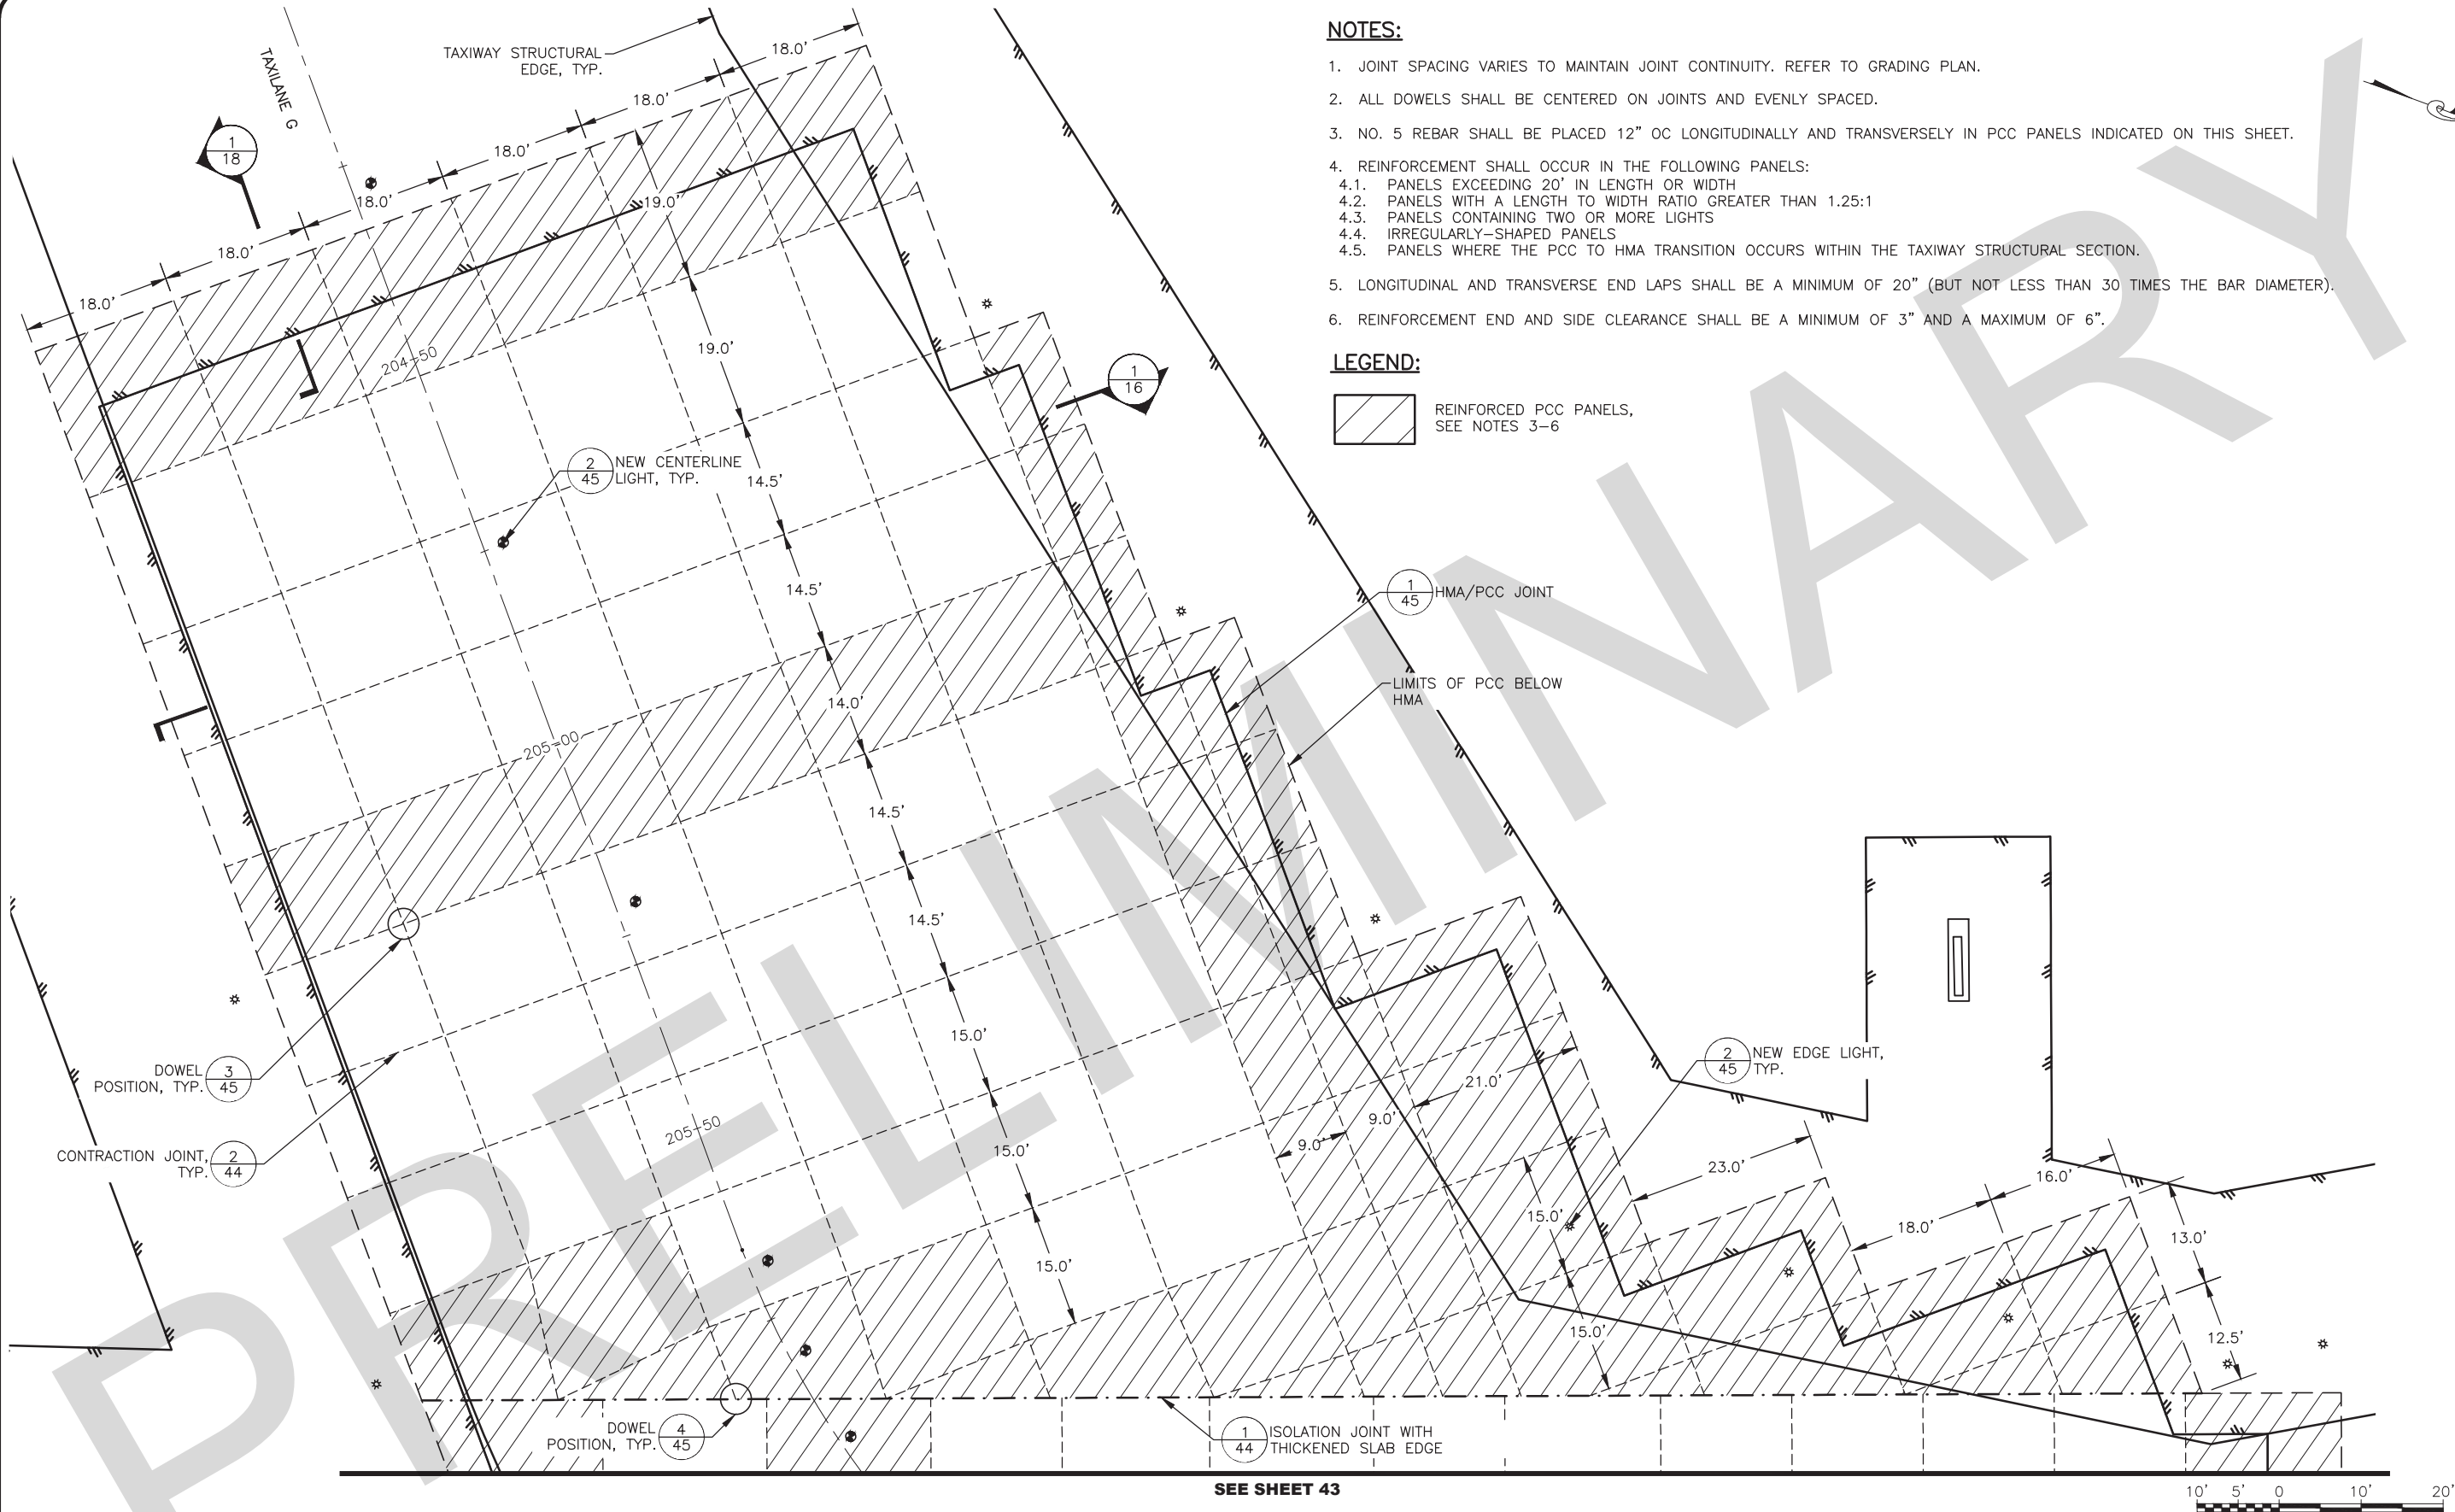 NOTES:
1. JOINT SPACING VARIES TO MAINTAIN JOINT CONTINUITY. REFER TO GRADING PLAN.
2. ALL DOWELS SHALL BE CENTERED ON JOINTS AND EVENLY SPACED.
3. NO. 5 REBAR SHALL BE PLACED 12" OC LONGITUDINALLY AND TRANSVERSELY IN PCC PANELS INDICATED ON THIS SHEET.
4. REINFORCEMENT SHALL OCCUR IN THE FOLLOWING PANELS:
4.1. PANELS EXCEEDING 20' IN LENGTH OR WIDTH
4.2. PANELS WITH A LENGTH TO WIDTH RATIO GREATER THAN 1.25:1
4.3. PANELS CONTAINING TWO OR MORE LIGHTS
4.4. IRREGULARLY-SHAPED PANELS
4.5. PANELS WHERE THE PCC TO HMA TRANSITION OCCURS WITHIN THE TAXIWAY STRUCTURAL SECTION.
5. LONGITUDINAL AND TRANSVERSE END LAPS SHALL BE A MINIMUM OF 20" (BUT NOT LESS THAN 30 TIMES THE BAR DIAMETER).
6. REINFORCEMENT END AND SIDE CLEARANCE SHALL BE A MINIMUM OF 3" AND A MAXIMUM OF 6".
LEGEND:
REINFORCED PCC PANELS,
SEE NOTES 3-6
TAXILANE G
TAXIWAY STRUCTURAL
EDGE, TYP.
18.0'
18.0'
18.0'
18.0'
18.0'
18.0'
1
18
19.0'
19.0'
204+50
1
16
2
45
NEW CENTERLINE
LIGHT, TYP.
14.5'
14.5'
1
45
HMA/PCC JOINT
LIMITS OF PCC BELOW
HMA
14.0'
205+00
14.5'
14.5'
15.0'
DOWEL
POSITION, TYP.
3
45
2
45
NEW EDGE LIGHT,
TYP.
21.0'
9.0'
9.0'
205+50
15.0'
CONTRACTION JOINT,
TYP.
2
44
23.0'
16.0'
15.0'
18.0'
13.0'
15.0'
15.0'
12.5'
DOWEL
POSITION, TYP.
4
45
1
44
ISOLATION JOINT WITH
THICKENED SLAB EDGE
SEE SHEET 43
10' 5' 0 10' 20'
PRELIMINARY